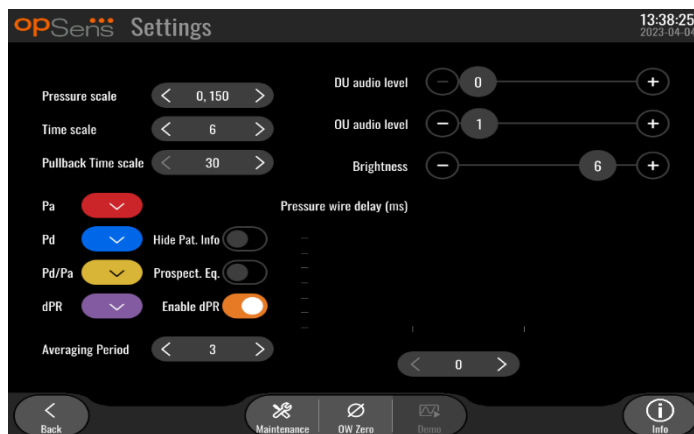 opSens Settings
13:38:25
2023-04-04
Pressure scale
0, 150
Time scale
6
Pullback Time scale
30
DU audio level
0
OU audio level
1
Brightness
6
Pa
Pd
Hide Pat. Info
Pd/Pa
Prospect. Eq.
dPR
Enable dPR
Averaging Period
3
Pressure wire delay (ms)
0
Back
Maintenance
OW Zero
Demo
Info